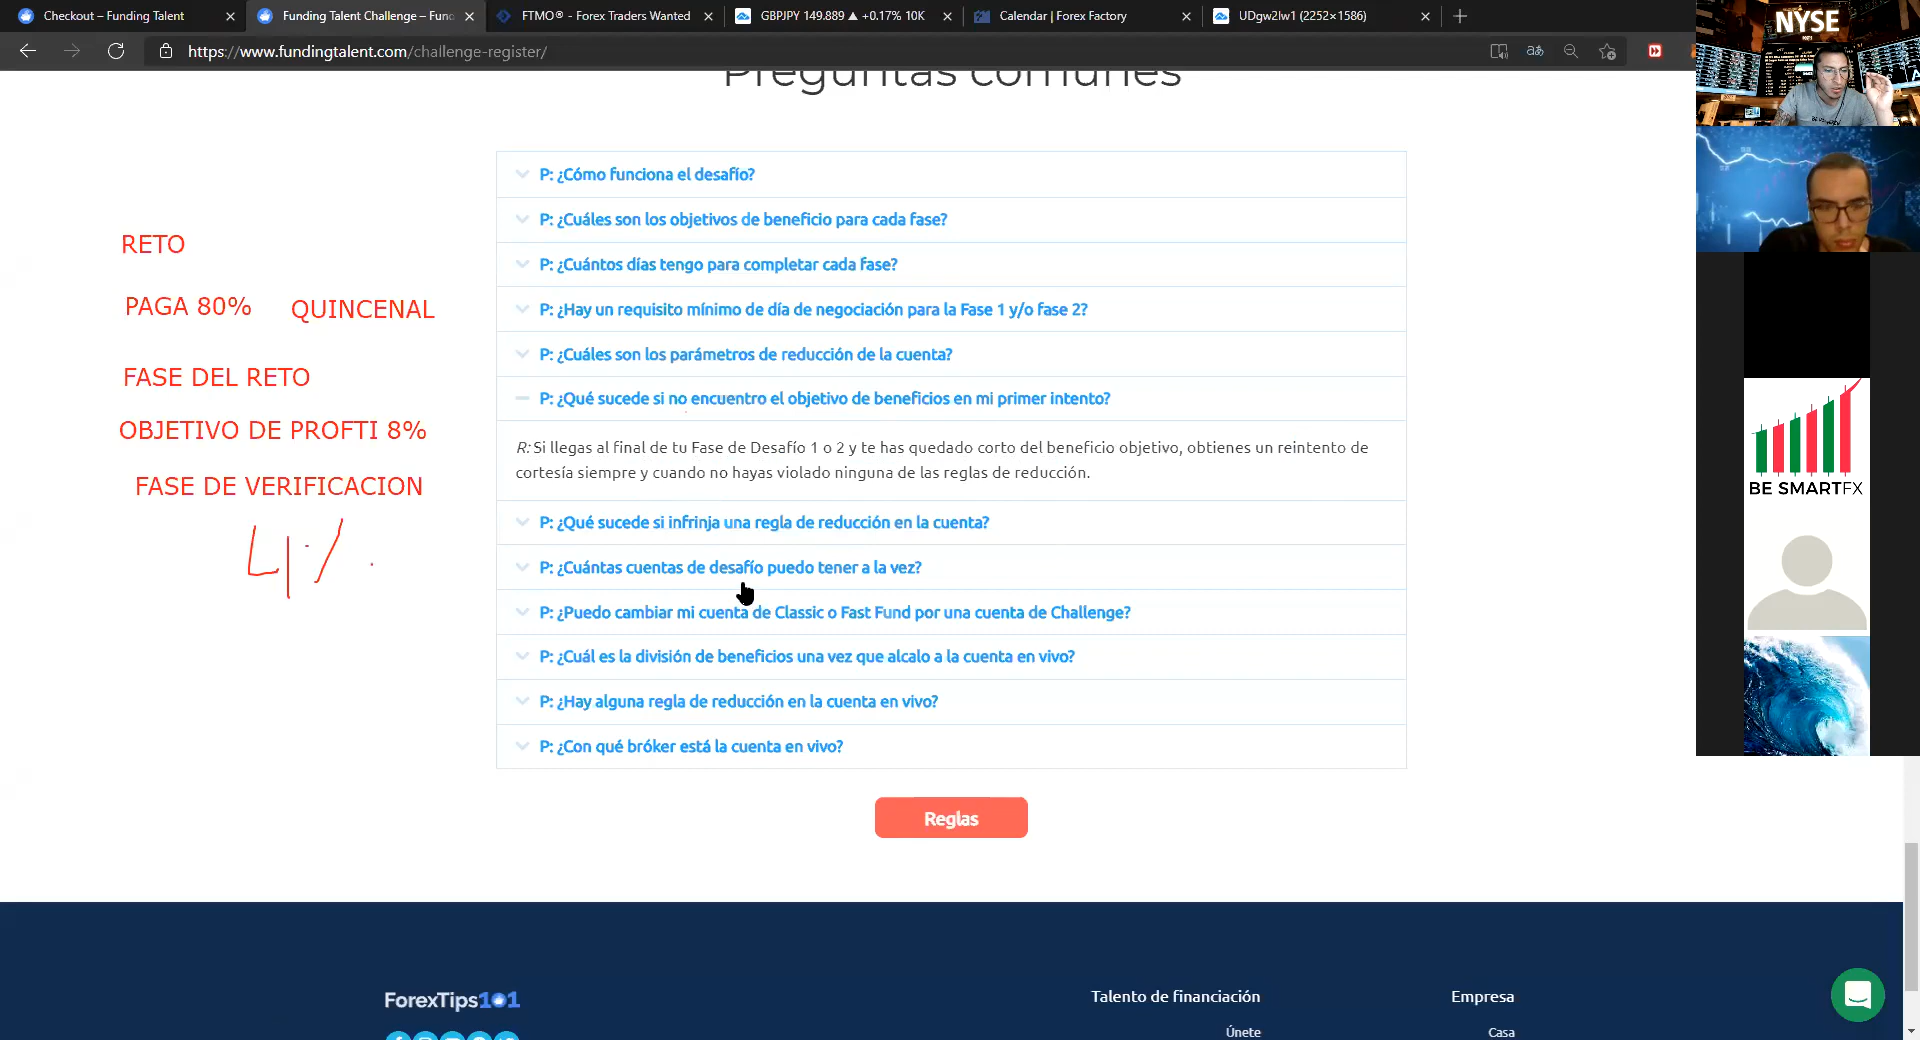 Checkout – Funding Talent
Funding Talent Challenge – Func
FTMO® - Forex Traders Wanted
GBPJPY 149.889 ▲ +0.17% 10K
Calendar | Forex Factory
UDgw2lw1 (2252×1586)
https://www.fundingtalent.com/challenge-register/
aあ
NYSE
Preguntas comunes
P: ¿Cómo funciona el desafío?
P: ¿Cuáles son los objetivos de beneficio para cada fase?
RETO
P: ¿Cuántos días tengo para completar cada fase?
PAGA 80% QUINCENAL
P: ¿Hay un requisito mínimo de día de negociación para la Fase 1 y/o fase 2?
P: ¿Cuáles son los parámetros de reducción de la cuenta?
FASE DEL RETO
P: ¿Qué sucede si no encuentro el objetivo de beneficios en mi primer intento?
OBJETIVO DE PROFTI 8%
R: Si llegas al final de tu Fase de Desafío 1 o 2 y te has quedado corto del beneficio objetivo, obtienes un reintento de
cortesía siempre y cuando no hayas violado ninguna de las reglas de reducción.
FASE DE VERIFICACION
BE SMARTFX
4%
P: ¿Qué sucede si infrinja una regla de reducción en la cuenta?
P: ¿Cuántas cuentas de desafío puedo tener a la vez?
P: ¿Puedo cambiar mi cuenta de Classic o Fast Fund por una cuenta de Challenge?
P: ¿Cuál es la división de beneficios una vez que alcalo a la cuenta en vivo?
P: ¿Hay alguna regla de reducción en la cuenta en vivo?
P: ¿Con qué bróker está la cuenta en vivo?
Reglas
ForexTips101
Talento de financiación
Empresa
Únete
Casa